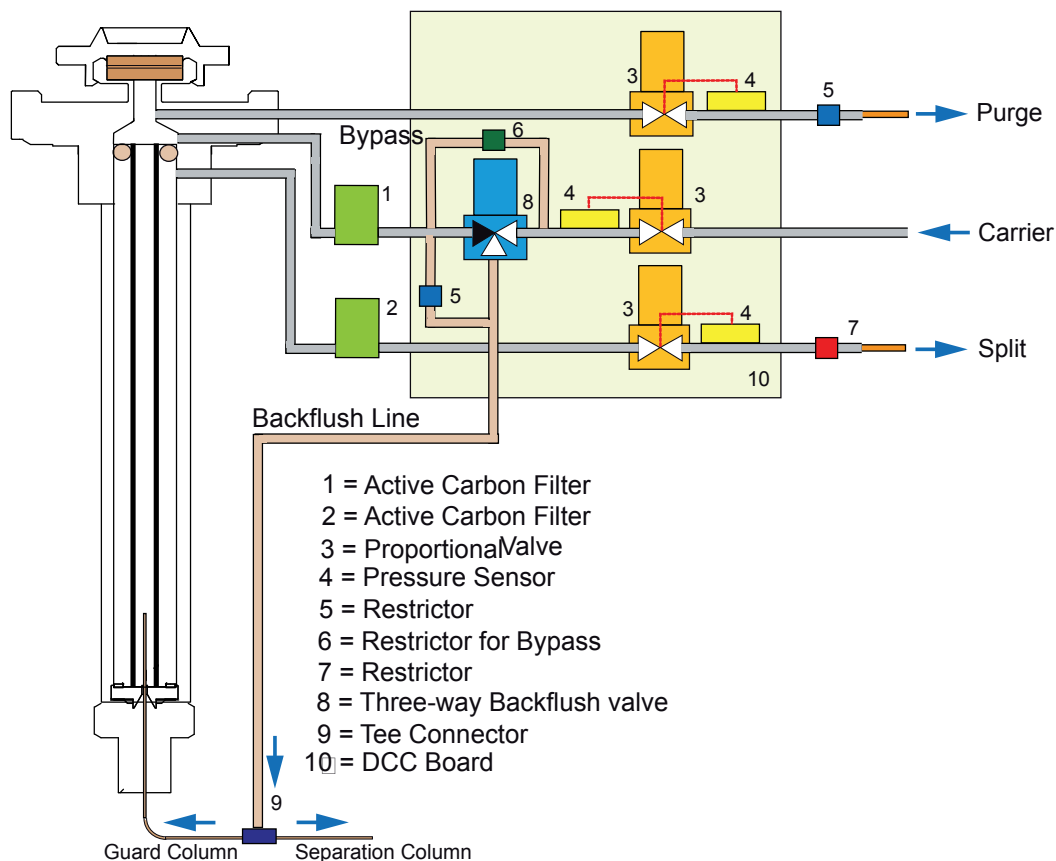 3
4
5
Purge
Bypass
6
1
8
4
3
Carrier
5
2
3
4
7
Split
10
Backflush Line
1 = Active Carbon Filter
2 = Active Carbon Filter
3 = Proportional Valve
4 = Pressure Sensor
5 = Restrictor
6 = Restrictor for Bypass
7 = Restrictor
8 = Three-way Backflush valve
9 = Tee Connector
10 = DCC Board
9
Guard Column
Separation Column